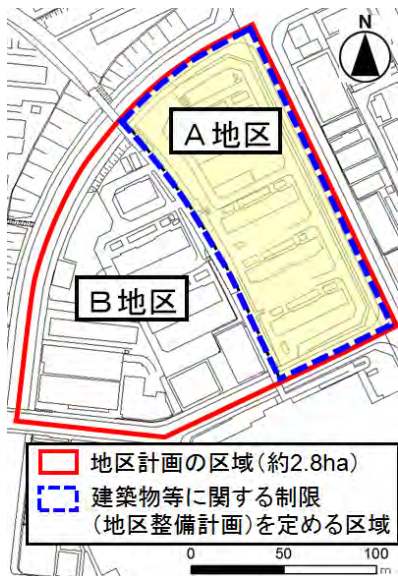 N
A地区
B地区
地区計画の区域(約2.8ha)
建築物等に関する制限
(地区整備計画)を定める区域
0 50 100
m